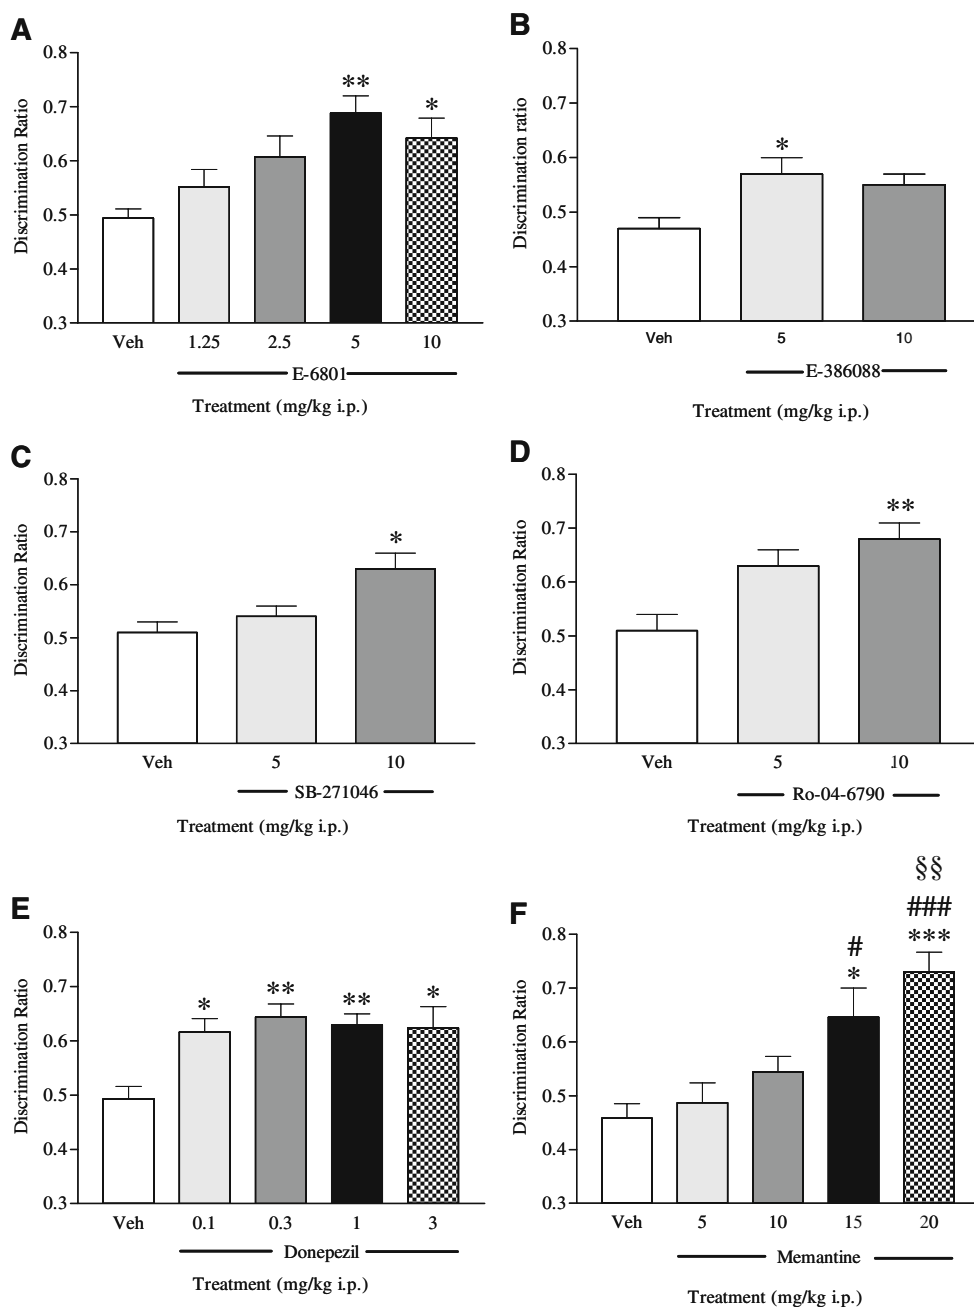 A
Discrimination Ratio
0.8
0.7
0.6
0.5
0.4
0.3
**
*
Veh 1.25 2.5 5 10
E-6801
Treatment (mg/kg i.p.)
B
Discrimination ratio
0.8
0.7
0.6
0.5
0.4
0.3
*
Veh 5 10
E-386088
Treatment (mg/kg i.p.)
C
Discrimination Ratio
0.8
0.7
0.6
0.5
0.4
0.3
*
Veh 5 10
SB-271046
Treatment (mg/kg i.p.)
D
Discrimination Ratio
0.8
0.7
0.6
0.5
0.4
0.3
**
Veh 5 10
Ro-04-6790
Treatment (mg/kg i.p.)
E
Discrimination Ratio
0.8
0.7
0.6
0.5
0.4
0.3
* ** ** *
Veh 0.1 0.3 1 3
Donepezil
Treatment (mg/kg i.p.)
F
Discrimination Ratio
0.8
0.7
0.6
0.5
0.4
0.3
#
*
§§
###
***
Veh 5 10 15 20
Memantine
Treatment (mg/kg i.p.)